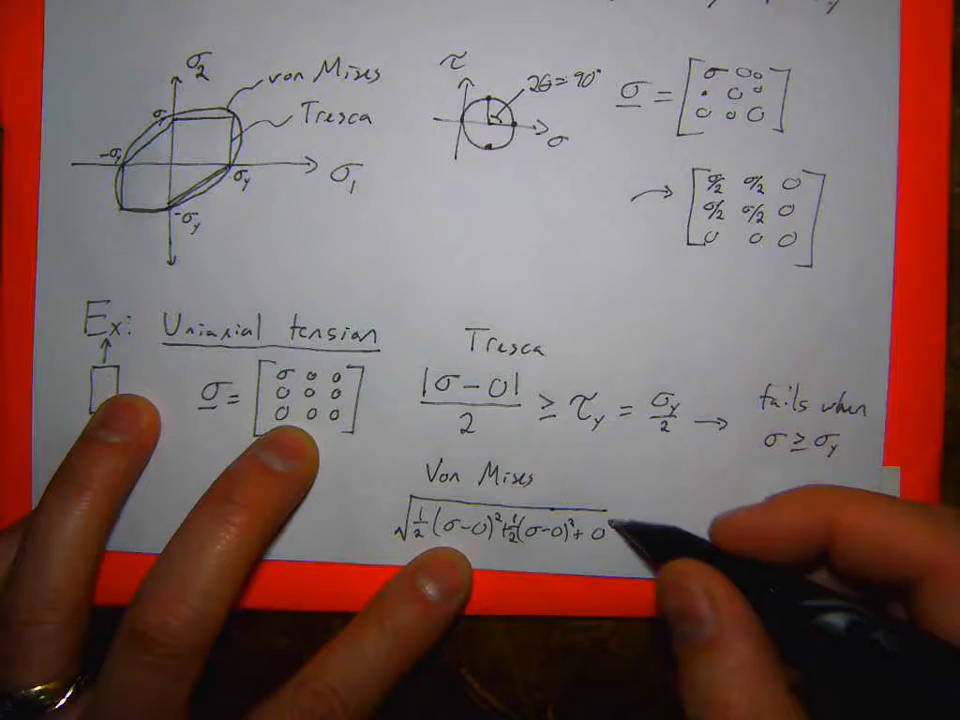 σ₂
von Mises
Tresca
σy
-σy
σy
-σy
σ₁
τ
2θ = 90°
σ
σ = [σ 0 0
· 0 0
0 0 0]
→ [σ/2 σ/2 0
σ/2 σ/2 0
0 0 0]
Ex: Uniaxial tension
σ = [σ 0 0
0 0 0
0 0 0]
Tresca
|σ - 0| / 2 ≥ τy = σy/2 → fails when
σ ≥ σy
Von Mises
√(½(σ-0)² + ½(σ-0)² + 0